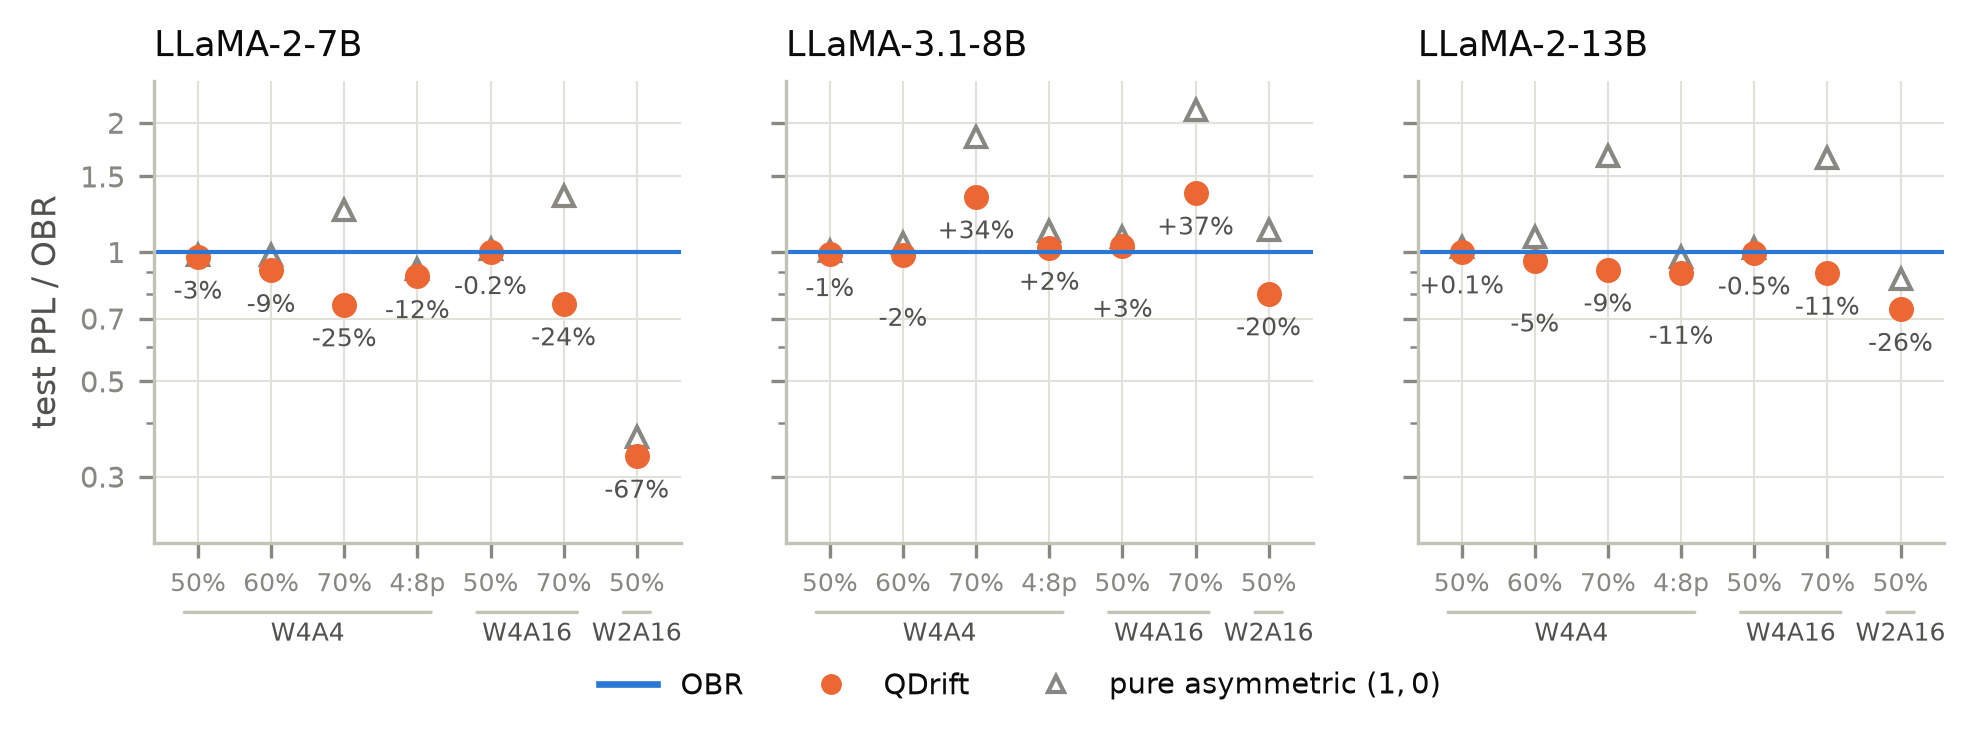 LLaMA-2-7B
LLaMA-3.1-8B
LLaMA-2-13B
test PPL / OBR
2
1.5
1
0.7
0.5
0.3
-3%
-9%
-25%
-12%
-0.2%
-24%
-67%
-1%
-2%
+34%
+2%
+3%
+37%
-20%
+0.1%
-5%
-9%
-11%
-0.5%
-11%
-26%
50% 60% 70% 4:8p 50% 70% 50%
W4A4 W4A16 W2A16
50% 60% 70% 4:8p 50% 70% 50%
W4A4 W4A16 W2A16
50% 60% 70% 4:8p 50% 70% 50%
W4A4 W4A16 W2A16
OBR QDrift pure asymmetric (1, 0)